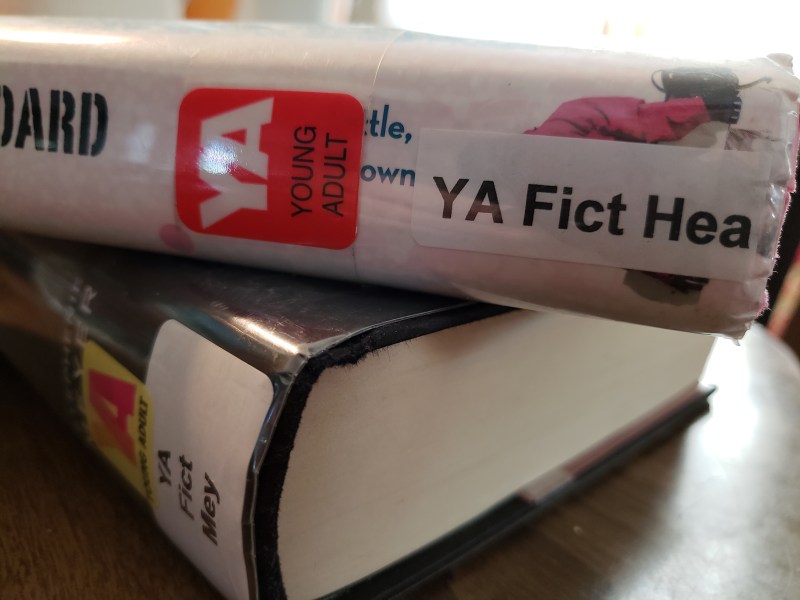 OARD
YA
YOUNG
ADULT
ttle,
own
YA Fict Hea
YA
YOUNG ADULT
YA
Fict
Mey